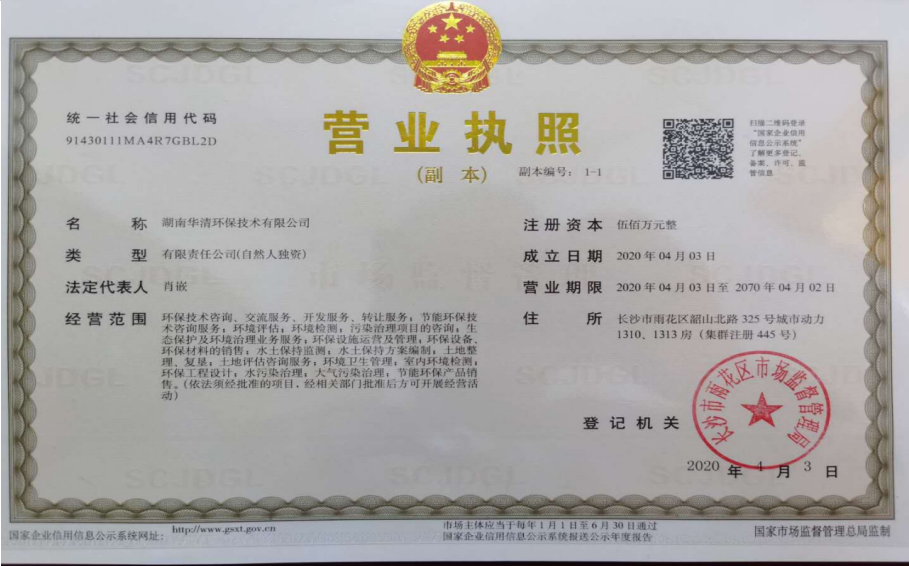 统一社会信用代码
91430111MA4R7GBL2D
营业执照
(副 本)
副本编号： 1-1
扫描二维码登录
“国家企业信用
信息公示系统”
了解更多登记、
备案、许可、监
管信息
名 称 湖南华清环保技术有限公司
类 型 有限责任公司(自然人独资)
法定代表人 肖嵌
经营范围 环保技术咨询、交流服务、开发服务、转让服务；节能环保技
术咨询服务；环境评估；环境检测；污染治理项目的咨询；生
态保护及环境治理业务服务；环保设施运营及管理；环保设备、
环保材料的销售；水土保持监测；水土保持方案编制；土地整
理、复垦；土地评估咨询服务；环境卫生管理；室内环境检测；
环保工程设计；水污染治理；大气污染治理；节能环保产品销
售。（依法须经批准的项目，经相关部门批准后方可开展经营活
动）
注册资本 伍佰万元整
成立日期 2020年04月03日
营业期限 2020年04月03日至 2070年04月02日
住 所 长沙市雨花区韶山北路325号城市动力
1310、1313房（集群注册445号）
登记机关
长沙市雨花区市场监督管理局
2020 年 4 月 3 日
国家企业信用信息公示系统网址： http://www.gsxt.gov.cn
市场主体应当于每年1月1日至6月30日通过
国家企业信用信息公示系统报送公示年度报告
国家市场监督管理总局监制
SCJDGL
市场监督管理